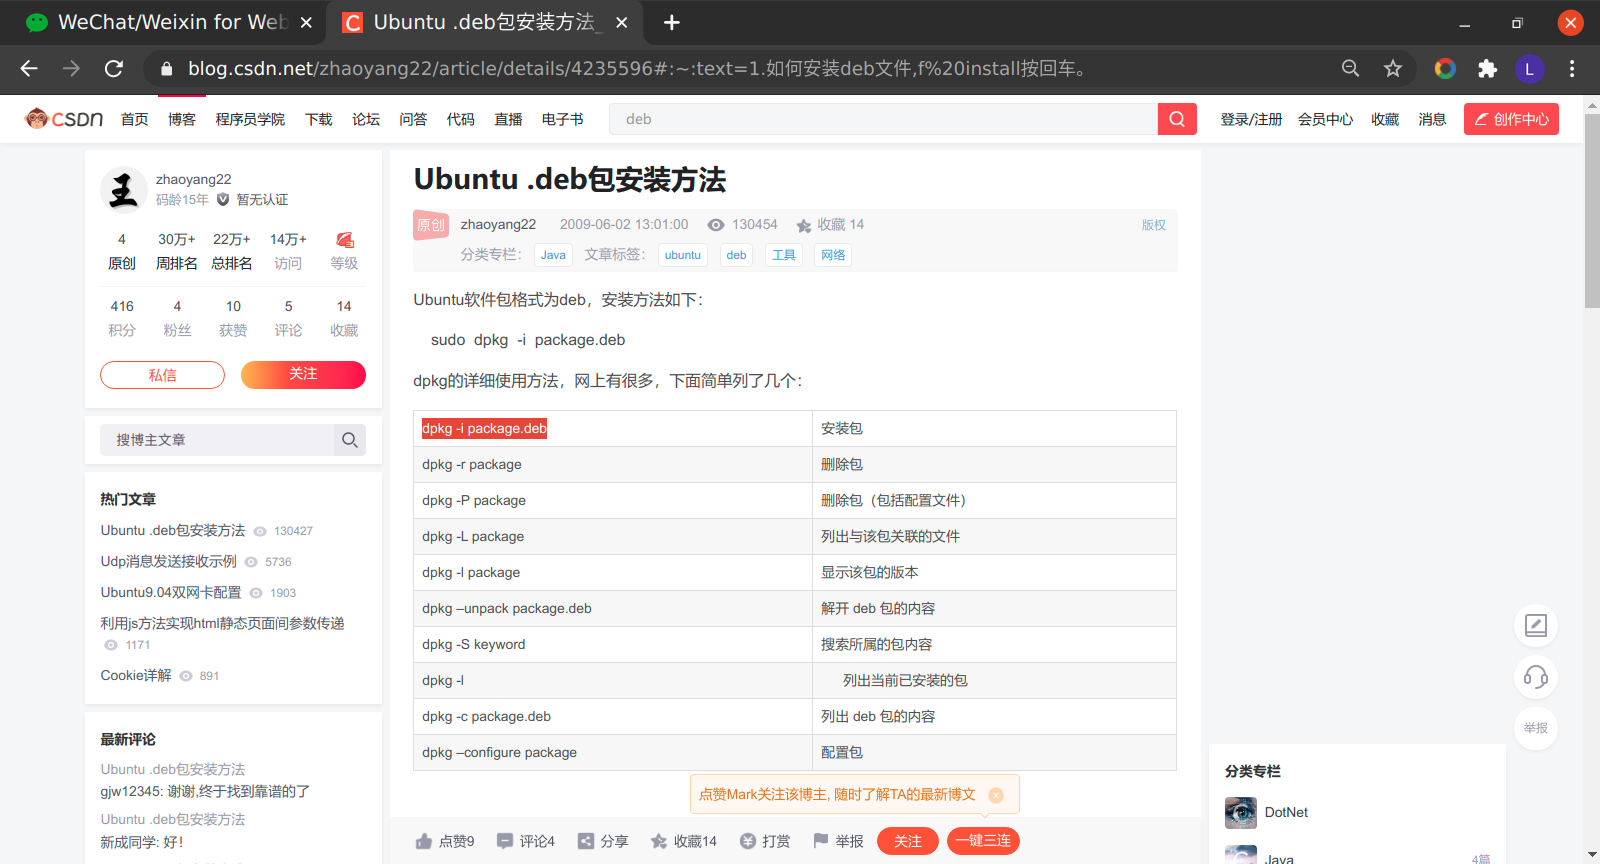 WeChat/Weixin for Web
Ubuntu .deb包安装方法_
blog.csdn.net/zhaoyang22/article/details/4235596#:~:text=1.如何安装deb文件,f%20install按回车。
L
CSDN 首页 博客 程序员学院 下载 论坛 问答 代码 直播 电子书 deb 登录/注册 会员中心 收藏 消息 创作中心
王
zhaoyang22
码龄15年 暂无认证
4 30万+ 22万+ 14万+
原创 周排名 总排名 访问 等级
416 4 10 5 14
积分 粉丝 获赞 评论 收藏
私信 关注
搜博主文章
热门文章
Ubuntu .deb包安装方法 130427
Udp消息发送接收示例 5736
Ubuntu9.04双网卡配置 1903
利用js方法实现html静态页面间参数传递
1171
Cookie详解 891
最新评论
Ubuntu .deb包安装方法
gjw12345: 谢谢,终于找到靠谱的了
Ubuntu .deb包安装方法
新成同学: 好!
Ubuntu .deb包安装方法
原创 zhaoyang22 2009-06-02 13:01:00 130454 收藏 14 版权
分类专栏： Java 文章标签： ubuntu deb 工具 网络
Ubuntu软件包格式为deb，安装方法如下：
sudo dpkg -i package.deb
dpkg的详细使用方法，网上有很多，下面简单列了几个：
dpkg -i package.deb 安装包
dpkg -r package 删除包
dpkg -P package 删除包（包括配置文件）
dpkg -L package 列出与该包关联的文件
dpkg -l package 显示该包的版本
dpkg –unpack package.deb 解开 deb 包的内容
dpkg -S keyword 搜索所属的包内容
dpkg -l 列出当前已安装的包
dpkg -c package.deb 列出 deb 包的内容
dpkg –configure package 配置包
点赞Mark关注该博主, 随时了解TA的最新博文
点赞9 评论4 分享 收藏14 打赏 举报 关注 一键三连
举报
分类专栏
DotNet
Java 4篇